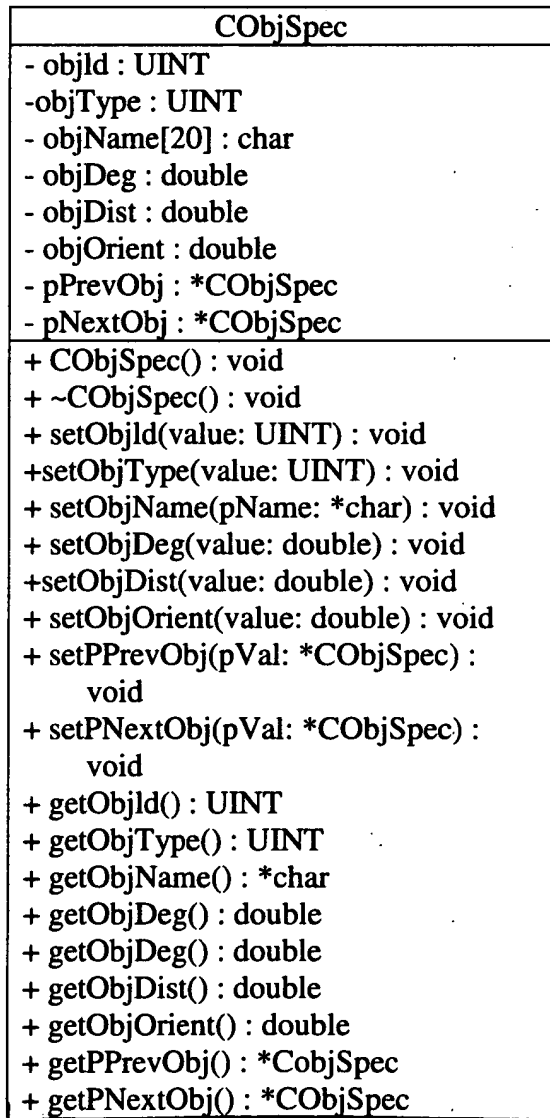 CObjSpec
- objld : UINT
-objType : UINT
- objName[20] : char
- objDeg : double
- objDist : double
- objOrient : double
- pPrevObj : *CObjSpec
- pNextObj : *CObjSpec
+ CObjSpec() : void
+ ~CObjSpec() : void
+ setObjld(value: UINT) : void
+setObjType(value: UINT) : void
+ setObjName(pName: *char) : void
+ setObjDeg(value: double) : void
+setObjDist(value: double) : void
+ setObjOrient(value: double) : void
+ setPPrevObj(pVal: *CObjSpec) :
void
+ setPNextObj(pVal: *CObjSpec) :
void
+ getObjld() : UINT
+ getObjType() : UINT
+ getObjName() : *char
+ getObjDeg() : double
+ getObjDeg() : double
+ getObjDist() : double
+ getObjOrient() : double
+ getPPrevObj() : *CobjSpec
+ getPNextObj() : *CObjSpec